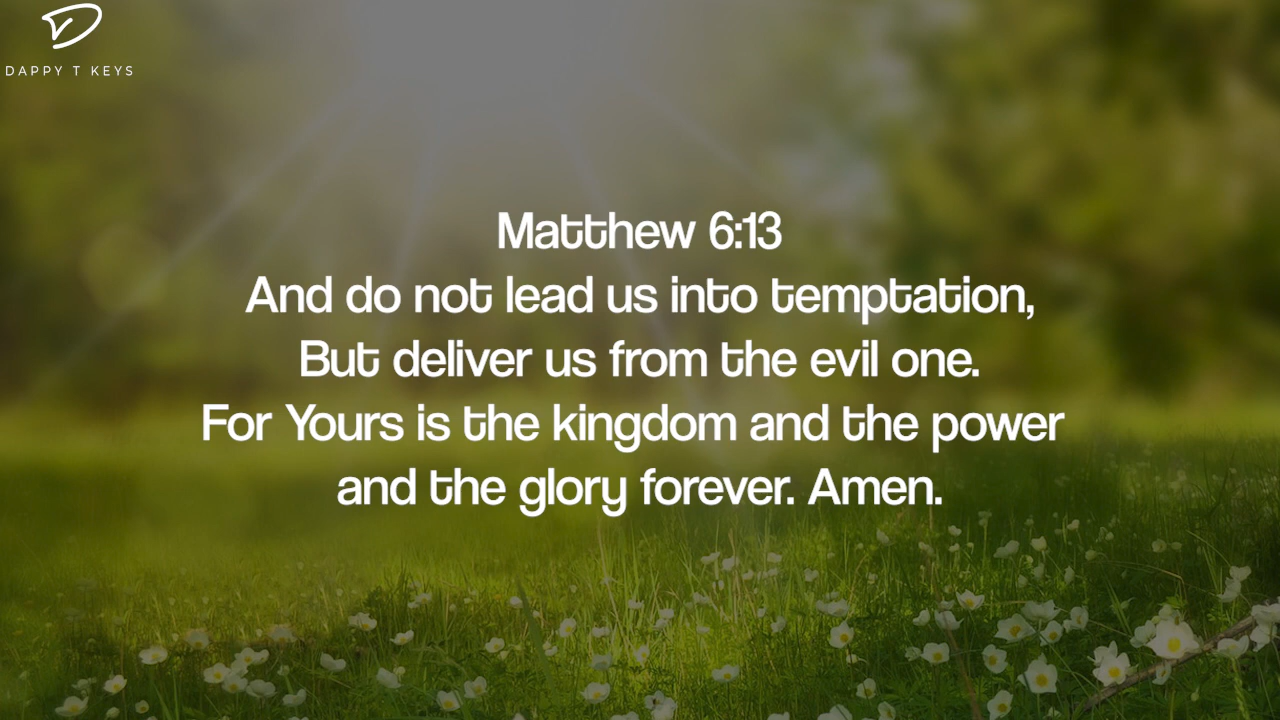 DAPPY T KEYS
Matthew 6:13
And do not lead us into temptation,
But deliver us from the evil one.
For Yours is the kingdom and the power
and the glory forever. Amen.